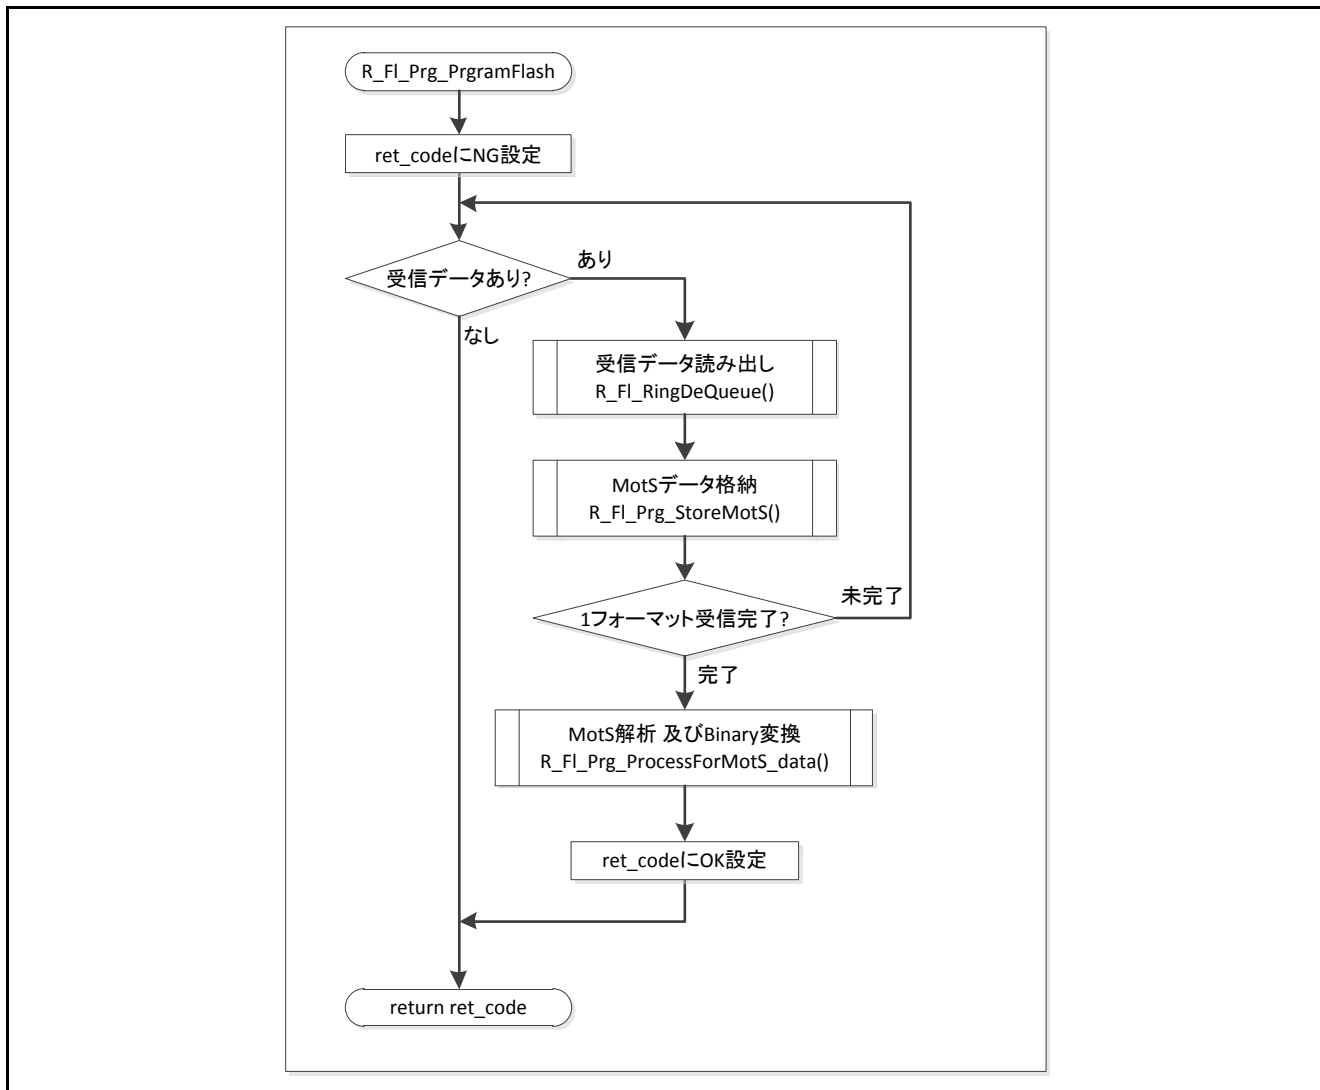 R_Fl_Prg_PrgramFlash
ret_codeにNG設定
受信データあり?
あり
なし
受信データ読み出し
R_Fl_RingDeQueue()
MotSデータ格納
R_Fl_Prg_StoreMotS()
1フォーマット受信完了?
未完了
完了
MotS解析 及びBinary変換
R_Fl_Prg_ProcessForMotS_data()
ret_codeにOK設定
return ret_code